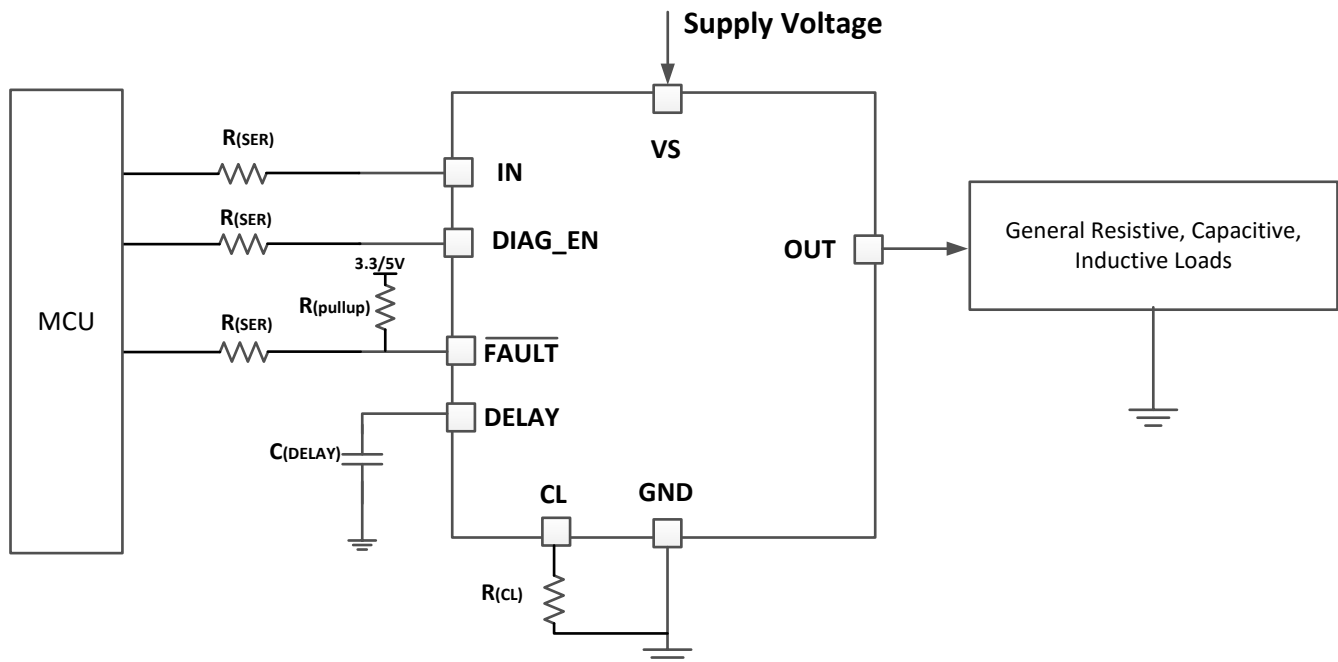 Supply Voltage
R(SER)
VS
IN
R(SER)
DIAG_EN
3.3/5V
OUT
General Resistive, Capacitive,
Inductive Loads
R(pullup)
MCU
R(SER)
FAULT
DELAY
C(DELAY)
CL
GND
R(CL)